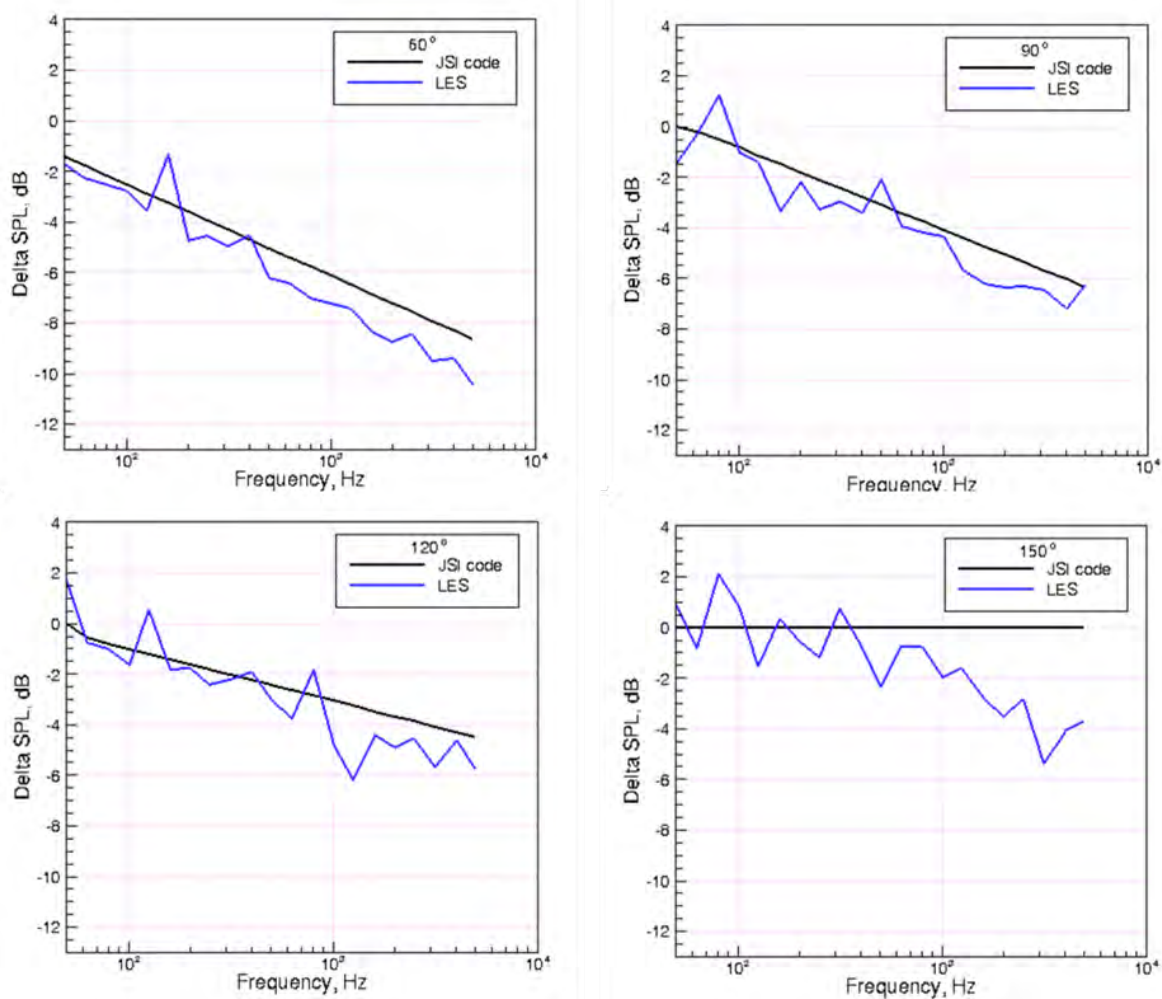 60°
JSI code
LES
4
2
0
-2
-4
-6
-8
-10
-12
Delta SPL, dB
10² 10³ 10⁴
Frequency, Hz
90°
JSI code
LES
4
2
0
-2
-4
-6
-8
-10
-12
Delta SPL, dB
10² 10³ 10⁴
Frequency, Hz
120°
JSI code
LES
4
2
0
-2
-4
-6
-8
-10
-12
Delta SPL, dB
10² 10³ 10⁴
Frequency, Hz
150°
JSI code
LES
4
2
0
-2
-4
-6
-8
-10
-12
Delta SPL, dB
10² 10³ 10⁴
Frequency, Hz